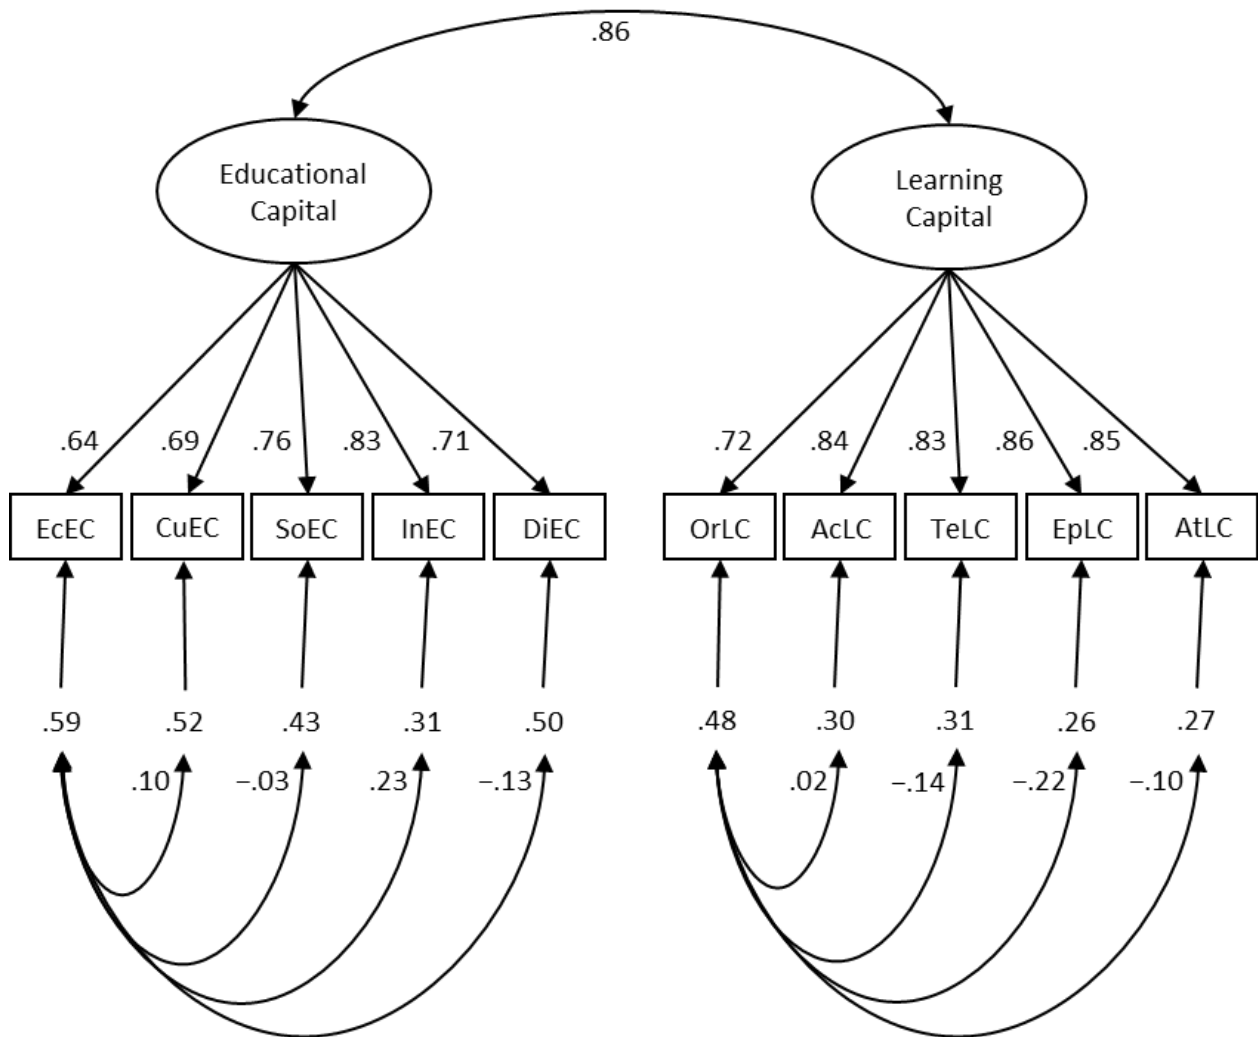 .86
Educational
Capital
Learning
Capital
.64 .69 .76 .83 .71 .72 .84 .83 .86 .85
EcEC CuEC SoEC InEC DiEC OrLC AcLC TeLC EpLC AtLC
.59 .52 .43 .31 .50 .48 .30 .31 .26 .27
.10 −.03 .23 −.13 .02 −.14 −.22 −.10